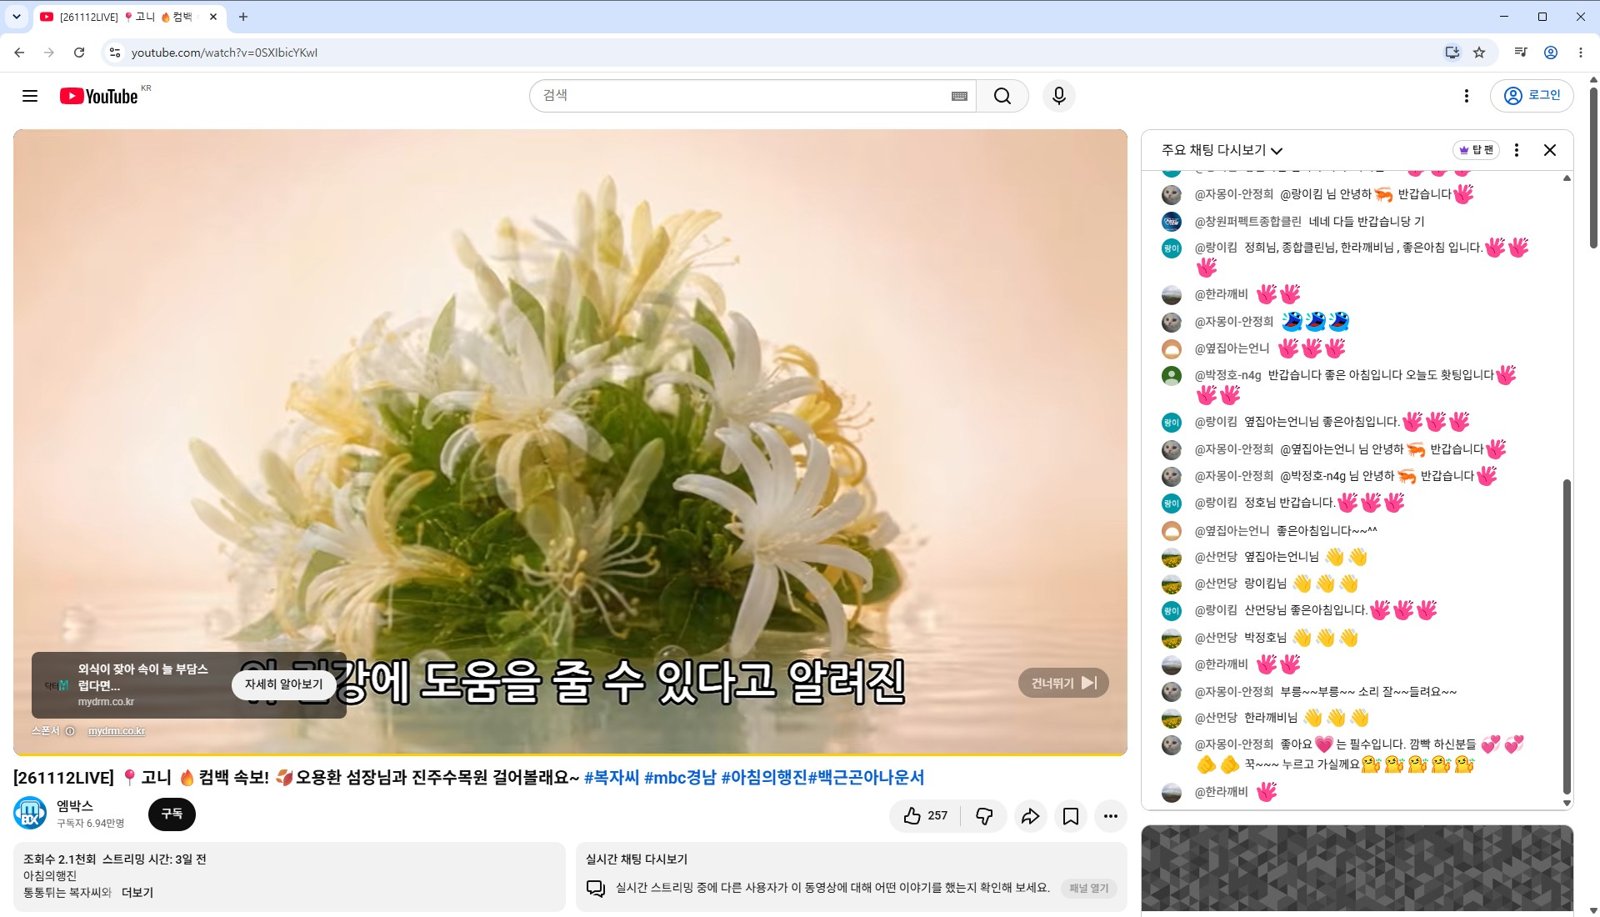 [261112LIVE] 📍고니 🔥컴백
youtube.com/watch?v=0SXIbicYKwI
YouTube KR
검색
로그인
강에 도움을 줄 수 있다고 알려진
외식이 잦아 속이 늘 부담스
럽다면...
mydrm.co.kr
자세히 알아보기
건너뛰기
스폰서
mydrm.co.kr
[261112LIVE] 📍고니 🔥컴백 속보! 🥩오용환 섬장님과 진주수목원 걸어볼래요~ #복자씨 #mbc경남 #아침의행진#백근곤아나운서
엠박스
구독자 6.94만명
구독
257
조회수 2.1천회 스트리밍 시간: 3일 전
아침의행진
통통튀는 복자씨와 더보기
실시간 채팅 다시보기
실시간 스트리밍 중에 다른 사용자가 이 동영상에 대해 어떤 이야기를 했는지 확인해 보세요.
패널 열기
주요 채팅 다시보기
탑 팬
@자몽이-안정희 @랑이킴 님 안녕하🦐 반갑습니다
@창원퍼펙트종합클린 네네 다들 반갑습니당 기
랑이 @랑이킴 정희님, 종합클린님, 한라깨비님 , 좋은아침 입니다.
@한라깨비
@자몽이-안정희
@옆집아는언니
@박정호-n4g 반갑습니다 좋은 아침입니다 오늘도 홧팅입니다
랑이 @랑이킴 옆집아는언니님 좋은아침입니다.
@자몽이-안정희 @옆집아는언니 님 안녕하🦐 반갑습니다
@자몽이-안정희 @박정호-n4g 님 안녕하🦐 반갑습니다
랑이 @랑이킴 정호님 반갑습니다.
@옆집아는언니 좋은아침입니다~~^^
@산먼당 옆집아는언니님 👋👋
@산먼당 랑이킴님 👋👋👋
랑이 @랑이킴 산먼당님 좋은아침입니다.
@산먼당 박정호님 👋👋👋
@한라깨비
@자몽이-안정희 부릉~~부릉~~ 소리 잘~~들려요~~
@산먼당 한라깨비님 👋👋👋
@자몽이-안정희 좋아요💗는 필수입니다. 깜빡 하신분들 💞💞
🫵🫵 꾹~~~ 누르고 가실께요🤗🤗🤗🤗🤗
@한라깨비